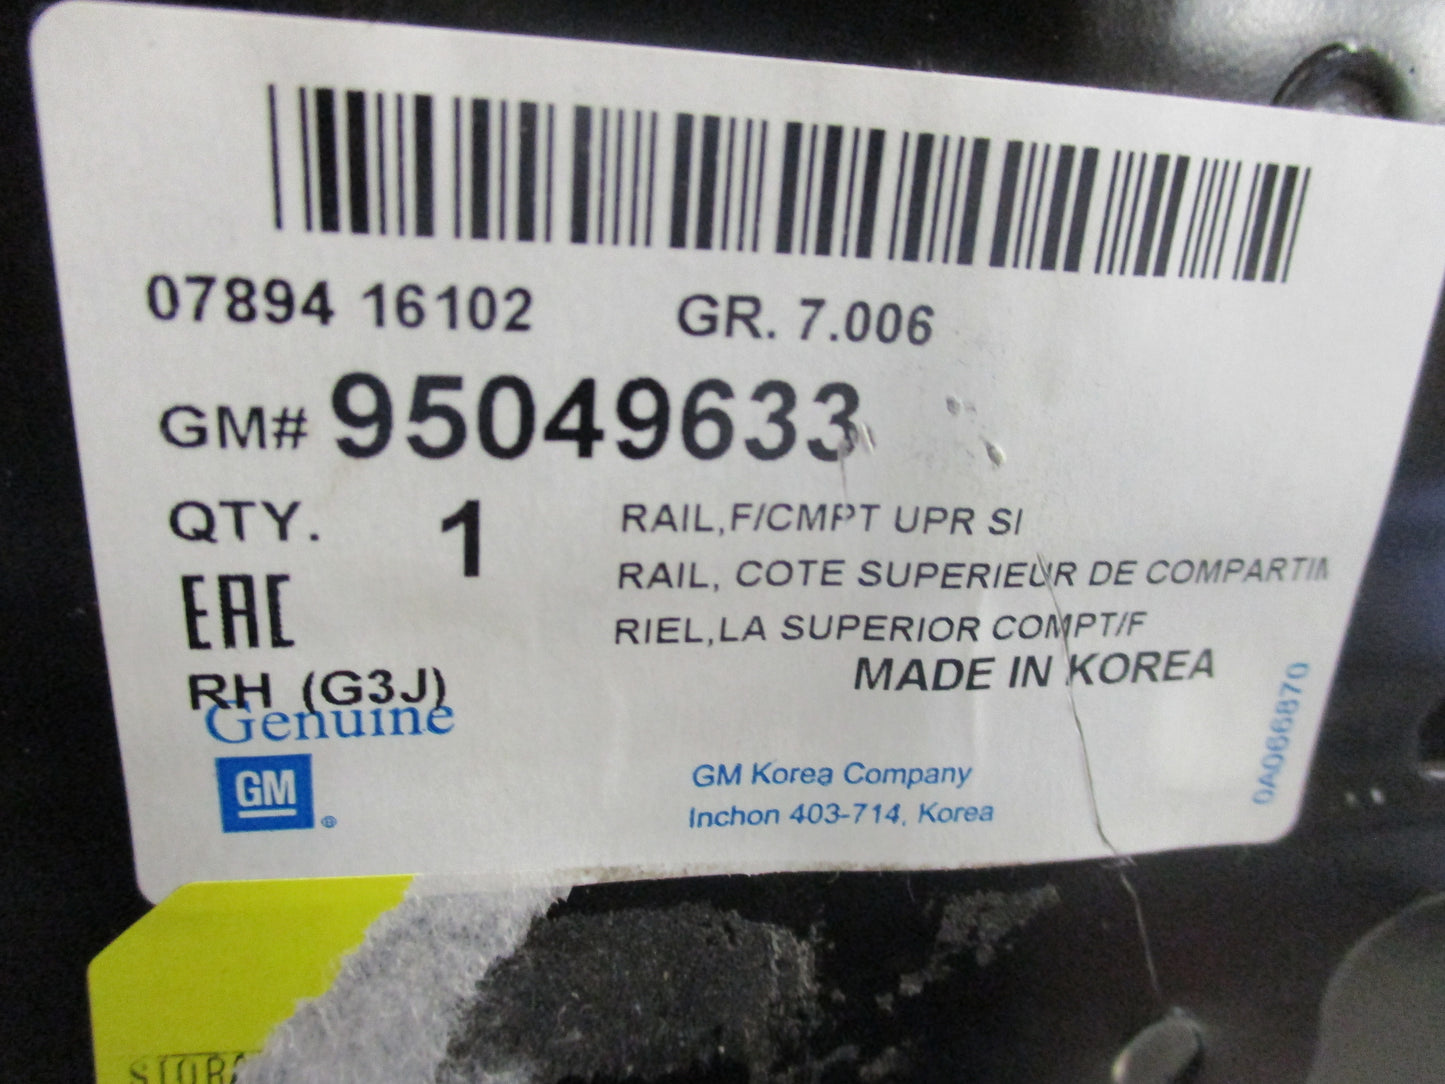 07894 16102 GR. 7.006
GM# 95049633
QTY. 1
RAIL,F/CMPT UPR SI
RAIL, COTE SUPERIEUR DE COMPARTIM
RIEL,LA SUPERIOR COMPT/F
EAC
MADE IN KOREA
RH (G3J)
Genuine
GM ®
GM Korea Company
Inchon 403-714, Korea
0A066870